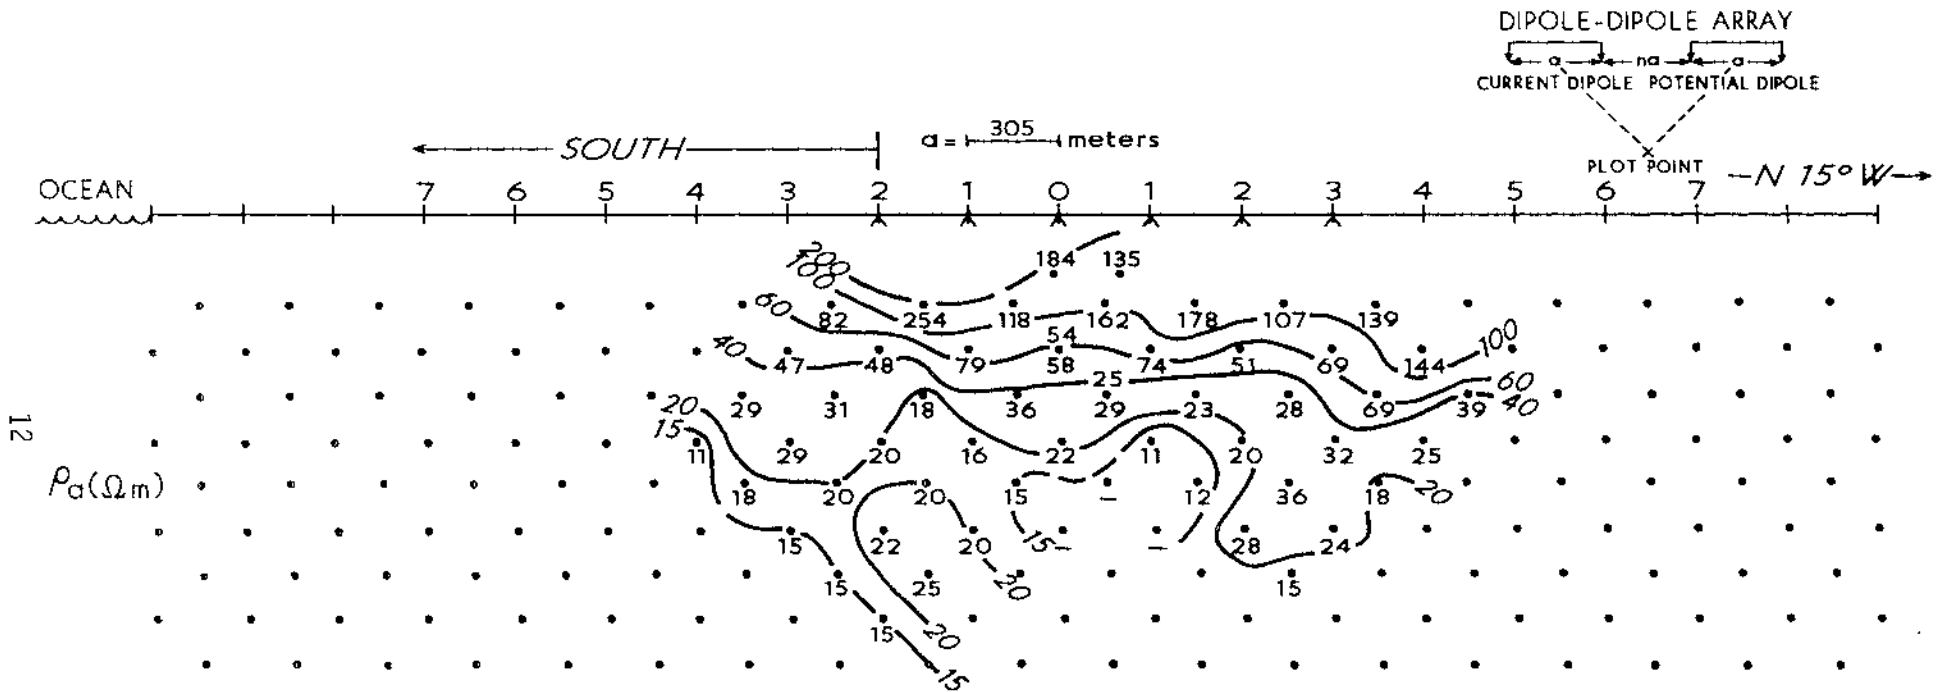 DIPOLE-DIPOLE ARRAY
a na a
CURRENT DIPOLE POTENTIAL DIPOLE
PLOT POINT
SOUTH
a = 305 meters
N 15° W
OCEAN
7 6 5 4 3 2 1 0 1 2 3 4 5 6 7
184 135
200
100
60 82 254 118 162 178 107 139
54
40 47 48 79 58 74 51 69 144 100
25
29 31 18 36 29 23 28 69 39 60
40
20
15
11 29 20 16 22 11 20 32 25
ρa(Ωm)
18 20 20 15 – 12 36 18 20
15 22 20 15 – – 28 24
15 25 20 15
15 20
15
12